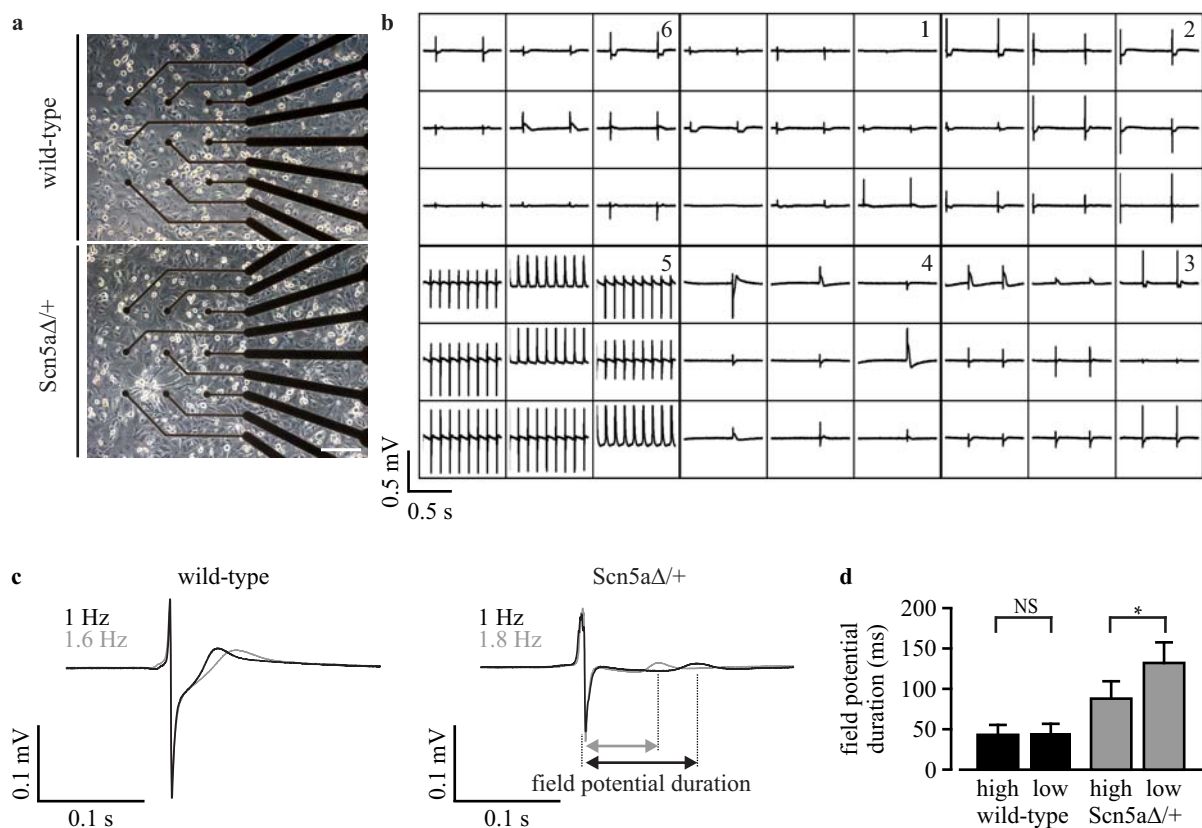 a
wild-type
Scn5aΔ/+
b
6
1
2
5
4
3
0.5 mV
0.5 s
c
wild-type
1 Hz
1.6 Hz
0.1 mV
0.1 s
Scn5aΔ/+
1 Hz
1.8 Hz
field potential duration
0.1 mV
0.1 s
d
field potential
duration (ms)
200
150
100
50
0
NS
*
high low high low
wild-type Scn5aΔ/+